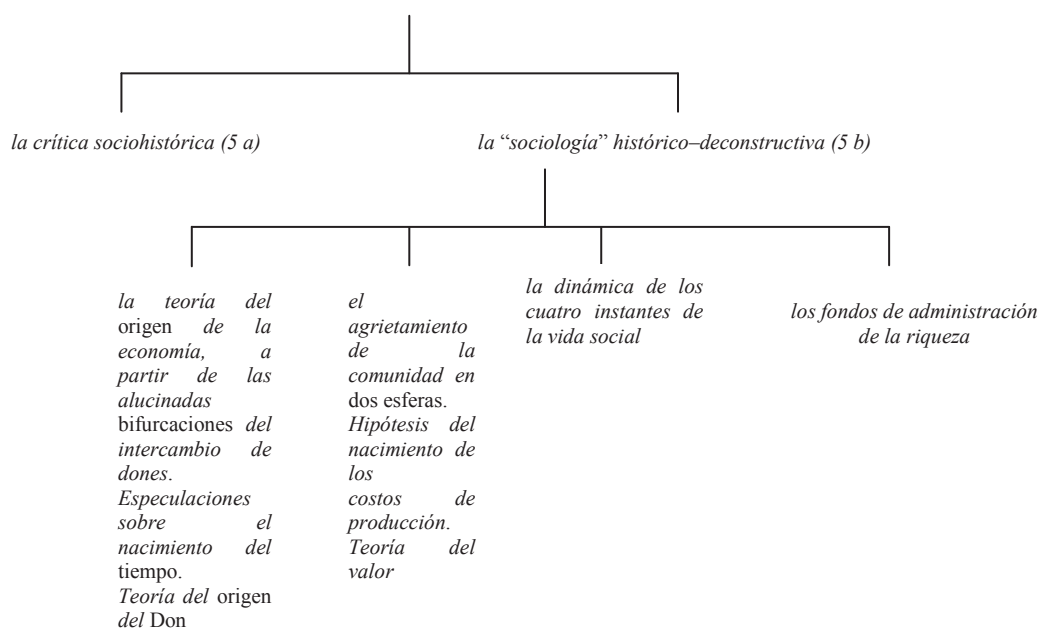 la crítica sociohistórica (5 a)
la “sociología” histórico–deconstructiva (5 b)
la teoría del
origen de la
economía, a
partir de las
alucinadas
bifurcaciones del
intercambio de
dones.
Especulaciones
sobre el
nacimiento del
tiempo.
Teoría del origen
del Don
el
agrietamiento
de la
comunidad en
dos esferas.
Hipótesis del
nacimiento de
los
costos de
producción.
Teoría del
valor
la dinámica de los
cuatro instantes de
la vida social
los fondos de administración
de la riqueza